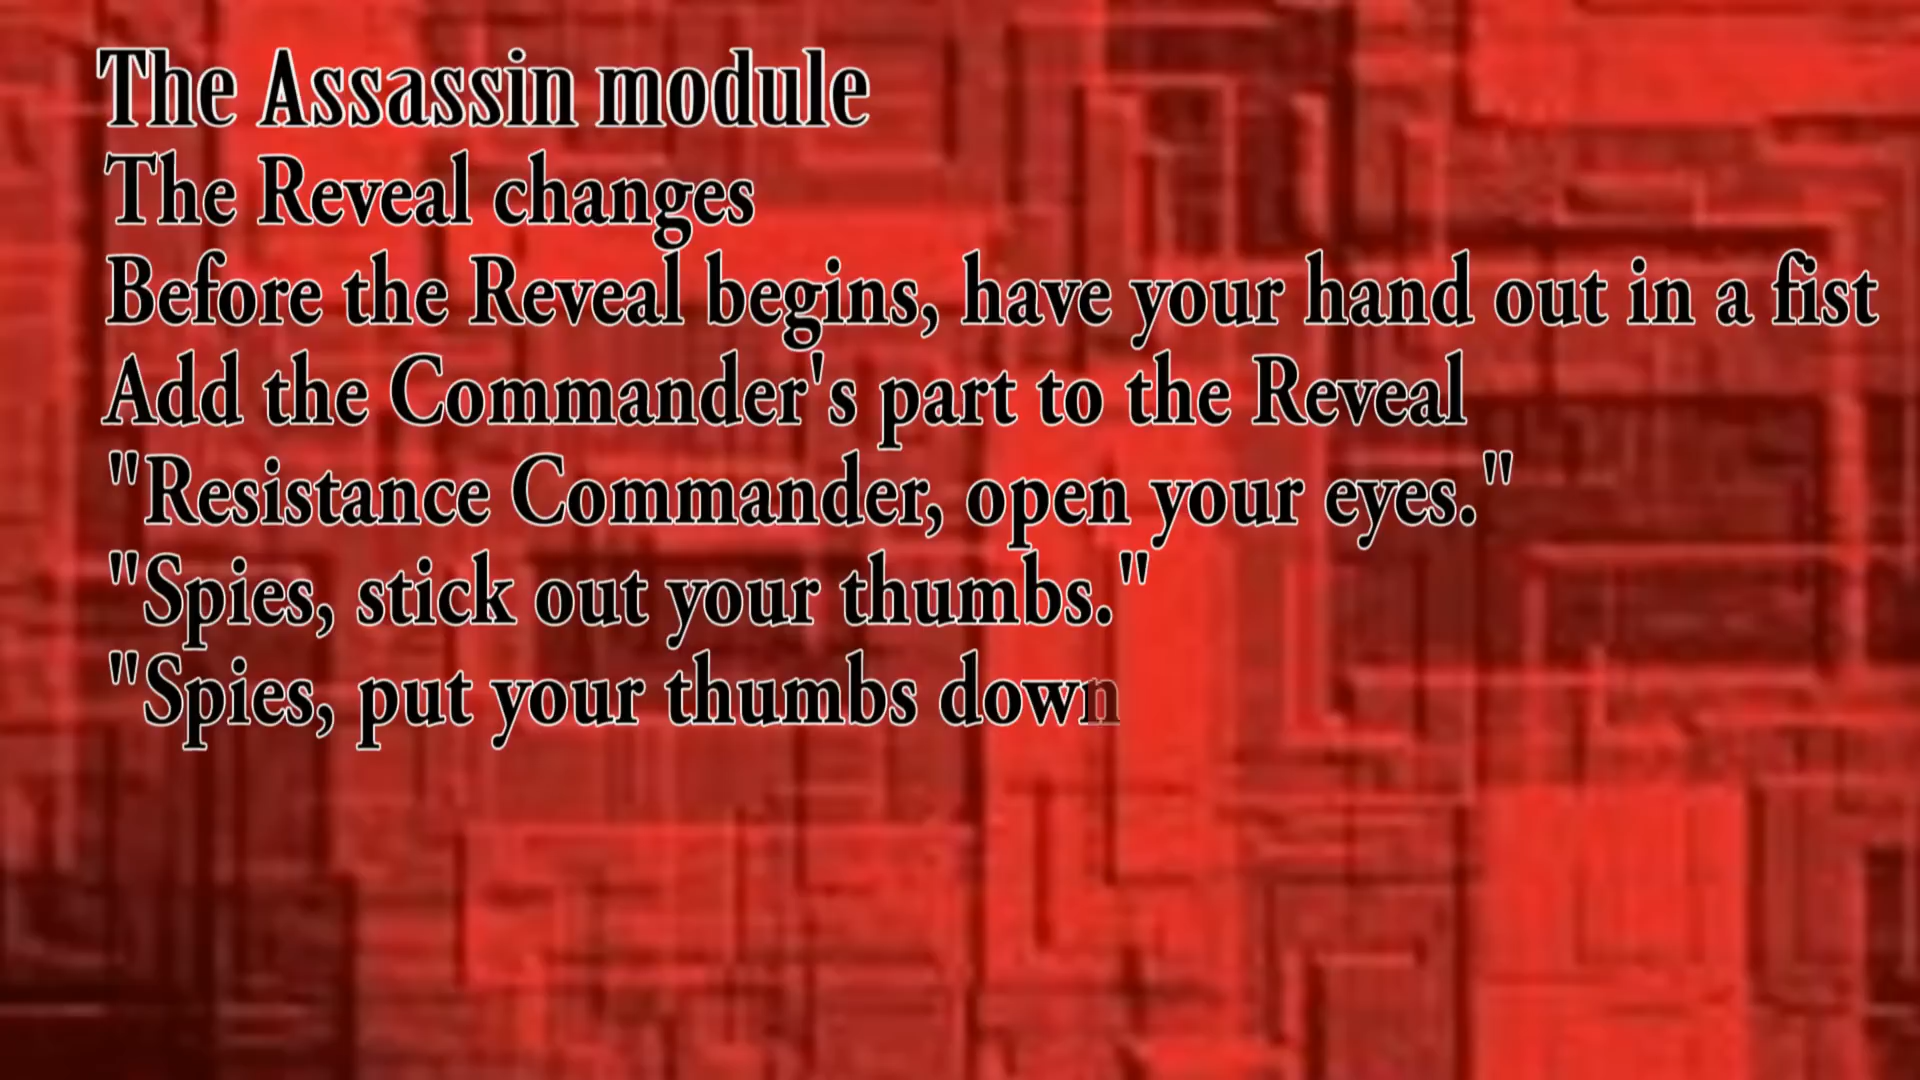 The Assassin module
The Reveal changes
Before the Reveal begins, have your hand out in a fist
Add the Commander's part to the Reveal
"Resistance Commander, open your eyes."
"Spies, stick out your thumbs."
"Spies, put your thumbs down